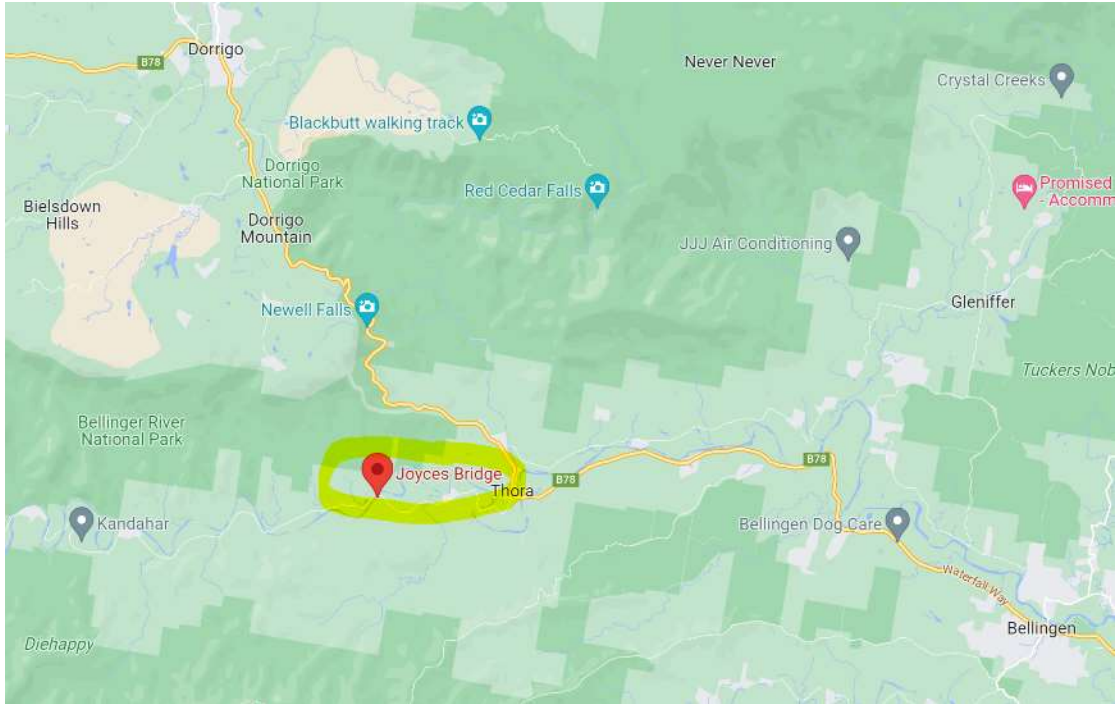 Dorrigo
B78
Never Never
Crystal Creeks
Blackbutt walking track
Dorrigo
National Park
Red Cedar Falls
Promised
- Accomm
Bielsdown
Hills
Dorrigo
Mountain
JJJ Air Conditioning
Newell Falls
Gleniffer
Tuckers Nob
Bellinger River
National Park
Joyces Bridge
B78
B78
Thora
Kandahar
Bellingen Dog Care
Waterfall Way
Bellingen
Diehappy